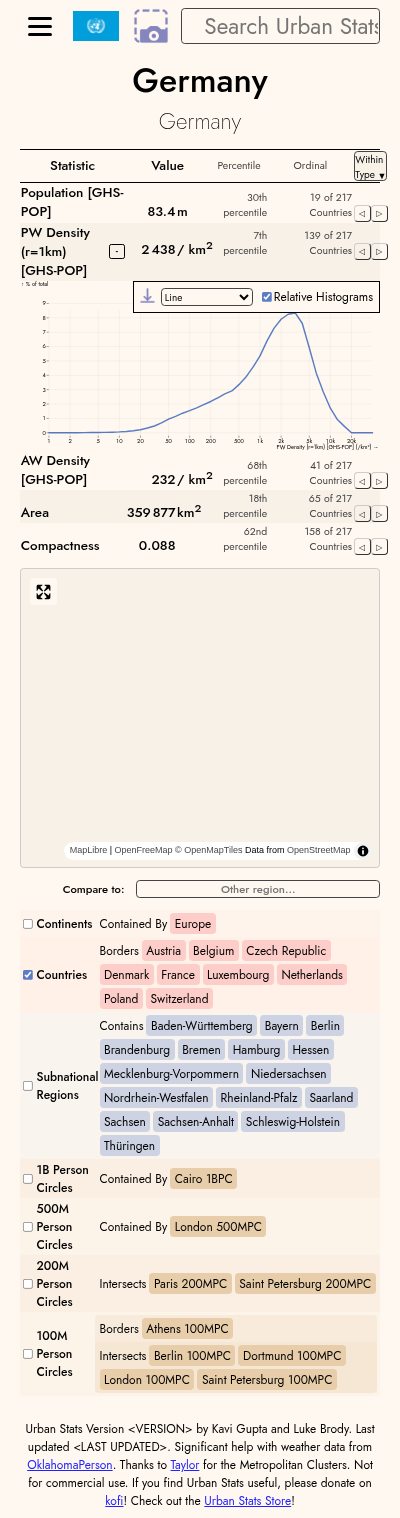 Search Urban Stats
Germany
Germany
Statistic Value Percentile Ordinal Within Type ▼
Population [GHS-POP] 83.4 m 30th percentile 19 of 217 Countries ◁ ▷
PW Density (r=1km) [GHS-POP] - 2 438 / km2 7th percentile 139 of 217 Countries ◁ ▷
Line Relative Histograms
↑ % of total
9
8
7
6
5
4
3
2
1
0
1 2 5 10 20 50 100 200 500 1k 2k 5k 10k 20k
PW Density (r=1km) [GHS-POP] (/km²) →
AW Density [GHS-POP] 232 / km2 68th percentile 41 of 217 Countries ◁ ▷
Area 359 877 km2 18th percentile 65 of 217 Countries ◁ ▷
Compactness 0.088 62nd percentile 158 of 217 Countries ◁ ▷
MapLibre | OpenFreeMap © OpenMapTiles Data from OpenStreetMap
Compare to: Other region...
Continents Contained By Europe
Countries Borders Austria Belgium Czech Republic
Denmark France Luxembourg Netherlands
Poland Switzerland
Subnational Regions Contains Baden-Württemberg Bayern Berlin
Brandenburg Bremen Hamburg Hessen
Mecklenburg-Vorpommern Niedersachsen
Nordrhein-Westfalen Rheinland-Pfalz Saarland
Sachsen Sachsen-Anhalt Schleswig-Holstein
Thüringen
1B Person Circles Contained By Cairo 1BPC
500M Person Circles Contained By London 500MPC
200M Person Circles Intersects Paris 200MPC Saint Petersburg 200MPC
100M Person Circles Borders Athens 100MPC
Intersects Berlin 100MPC Dortmund 100MPC
London 100MPC Saint Petersburg 100MPC
Urban Stats Version <VERSION> by Kavi Gupta and Luke Brody. Last
updated <LAST UPDATED>. Significant help with weather data from
OklahomaPerson. Thanks to Taylor for the Metropolitan Clusters. Not
for commercial use. If you find Urban Stats useful, please donate on
kofi! Check out the Urban Stats Store!